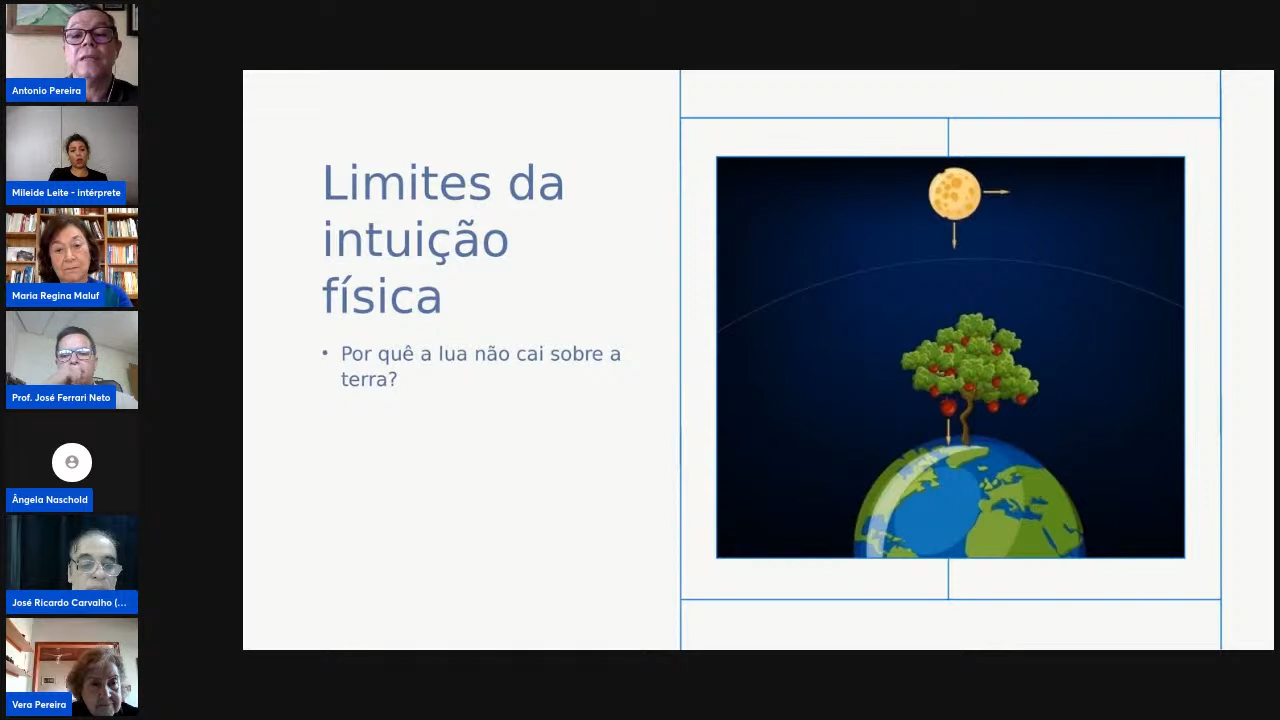 Antonio Pereira
Mileide Leite - intérprete
Maria Regina Maluf
Prof. José Ferrari Neto
Ângela Naschold
José Ricardo Carvalho (...
Vera Pereira
Limites da
intuição
física
• Por quê a lua não cai sobre a
terra?